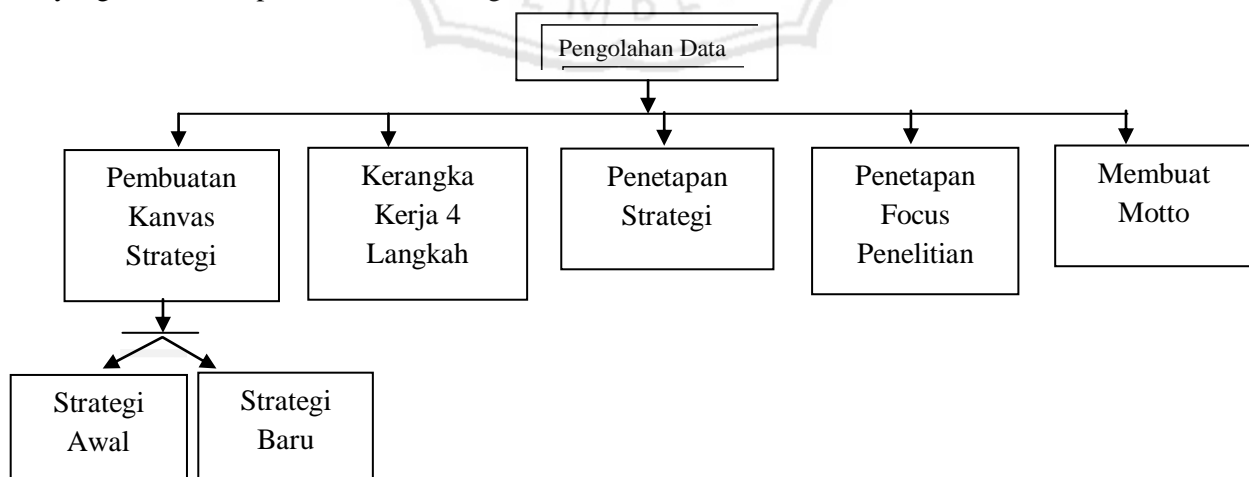 Pengolahan Data
Pembuatan
Kanvas
Strategi
Kerangka
Kerja 4
Langkah
Penetapan
Strategi
Penetapan
Focus
Penelitian
Membuat
Motto
Strategi
Awal
Strategi
Baru